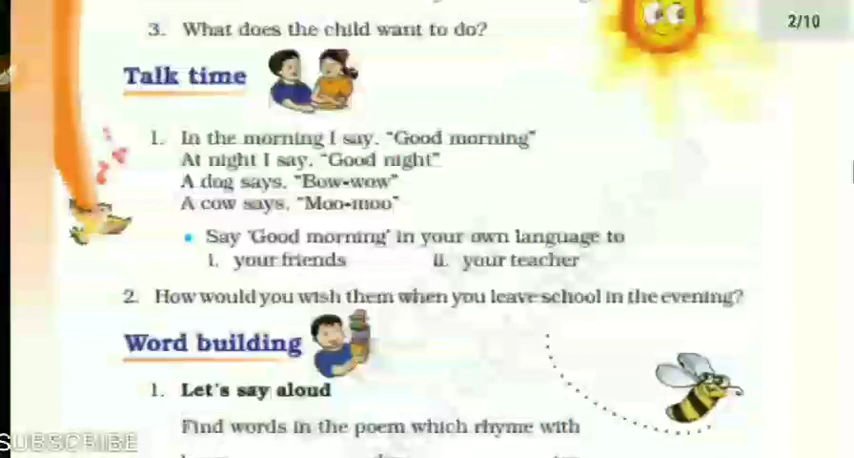 3. What does the child want to do?
2/10
Talk time
1. In the morning I say, "Good morning"
At night I say, "Good night"
A dog says, "Bow-wow"
A cow says, "Moo-moo"
• Say 'Good morning' in your own language to
i. your friends ii. your teacher
2. How would you wish them when you leave school in the evening?
Word building
1. Let's say aloud
Find words in the poem which rhyme with
SUBSCRIBE